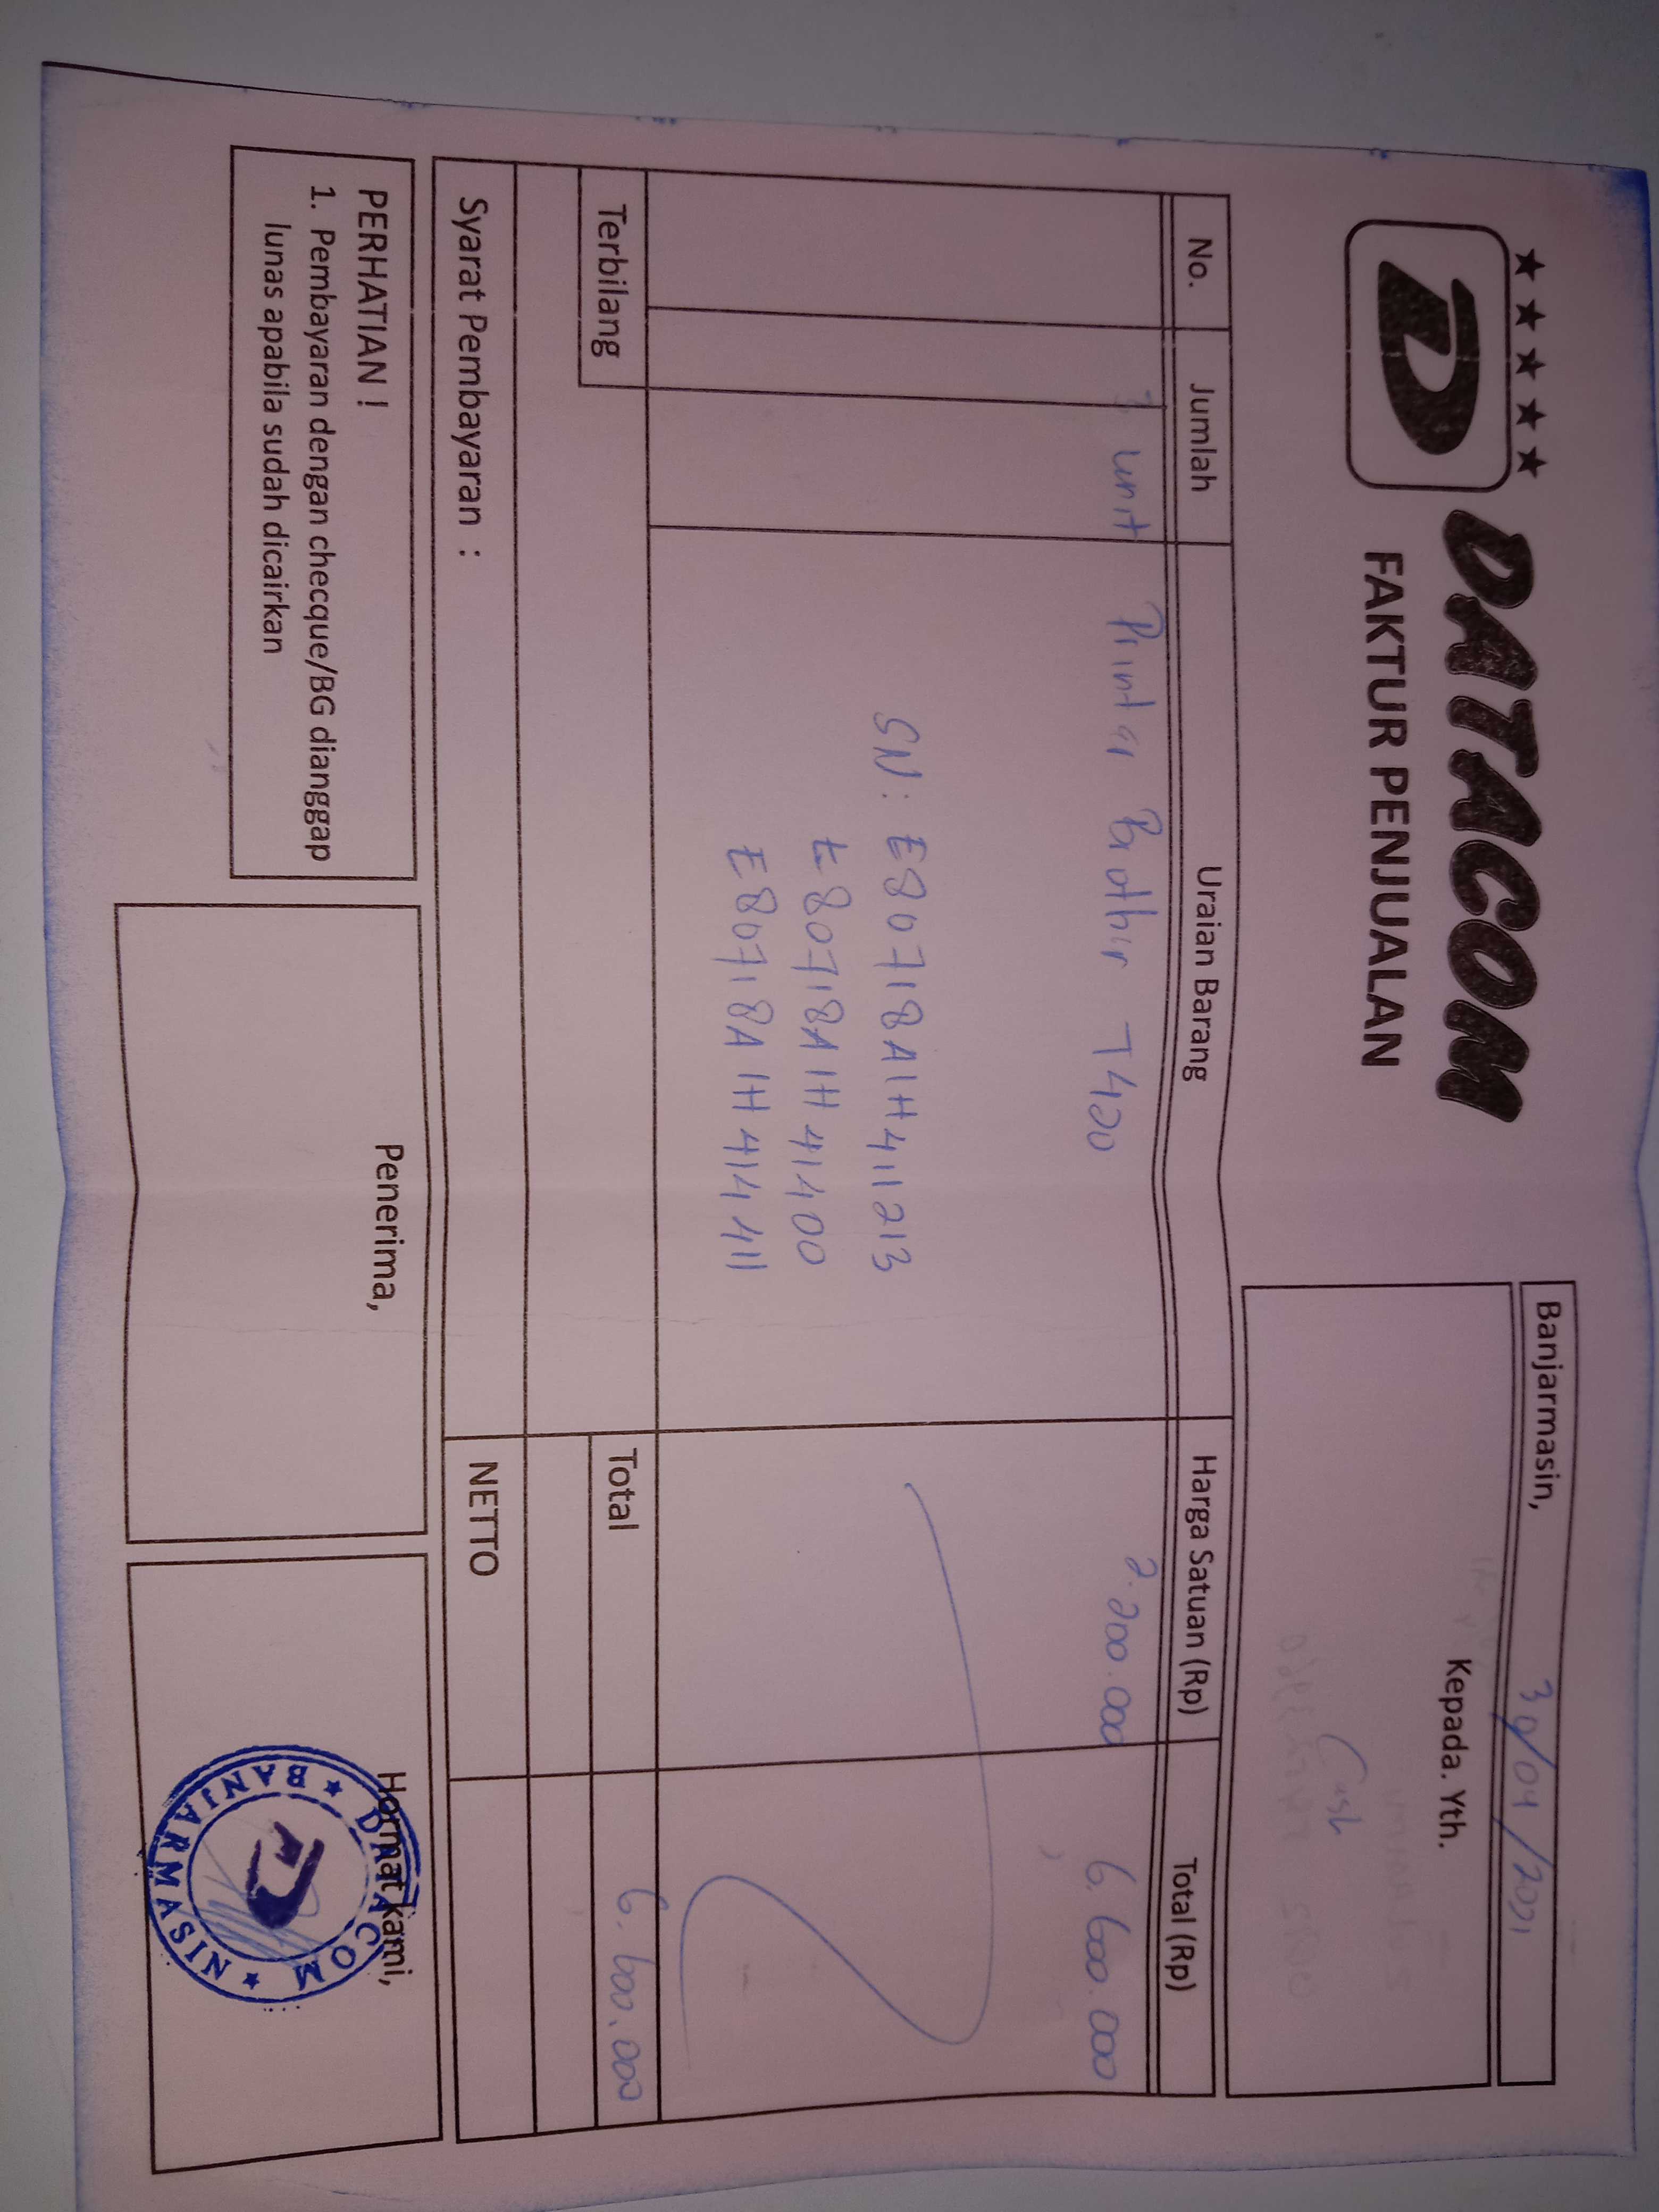 DATACOM
FAKTUR PENJUALAN
Banjarmasin, 30/04/2021
Kepada. Yth.
Cash
No. Jumlah Uraian Barang Harga Satuan (Rp) Total (Rp)
3 unit Printer Brother T420 2.200.000 6.600.000
SN: E80718A1H411213
E80718A1H41400
E80718A1H41441
Terbilang Total 6.600.000
Syarat Pembayaran : NETTO
PERHATIAN !
1. Pembayaran dengan checque/BG dianggap
lunas apabila sudah dicairkan
Penerima,
Hormat kami,
DATACOM
BANJARMASIN